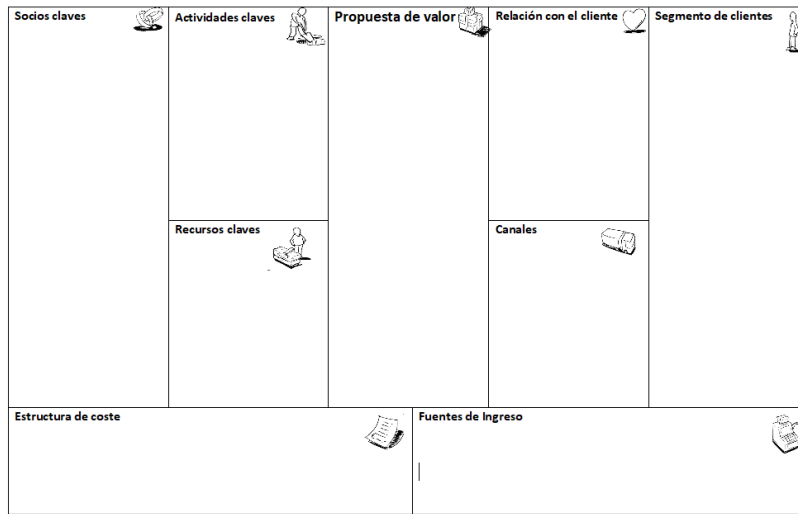 Socios claves
Actividades claves
Propuesta de valor
Relación con el cliente
Segmento de clientes
Recursos claves
Canales
Estructura de coste
Fuentes de Ingreso